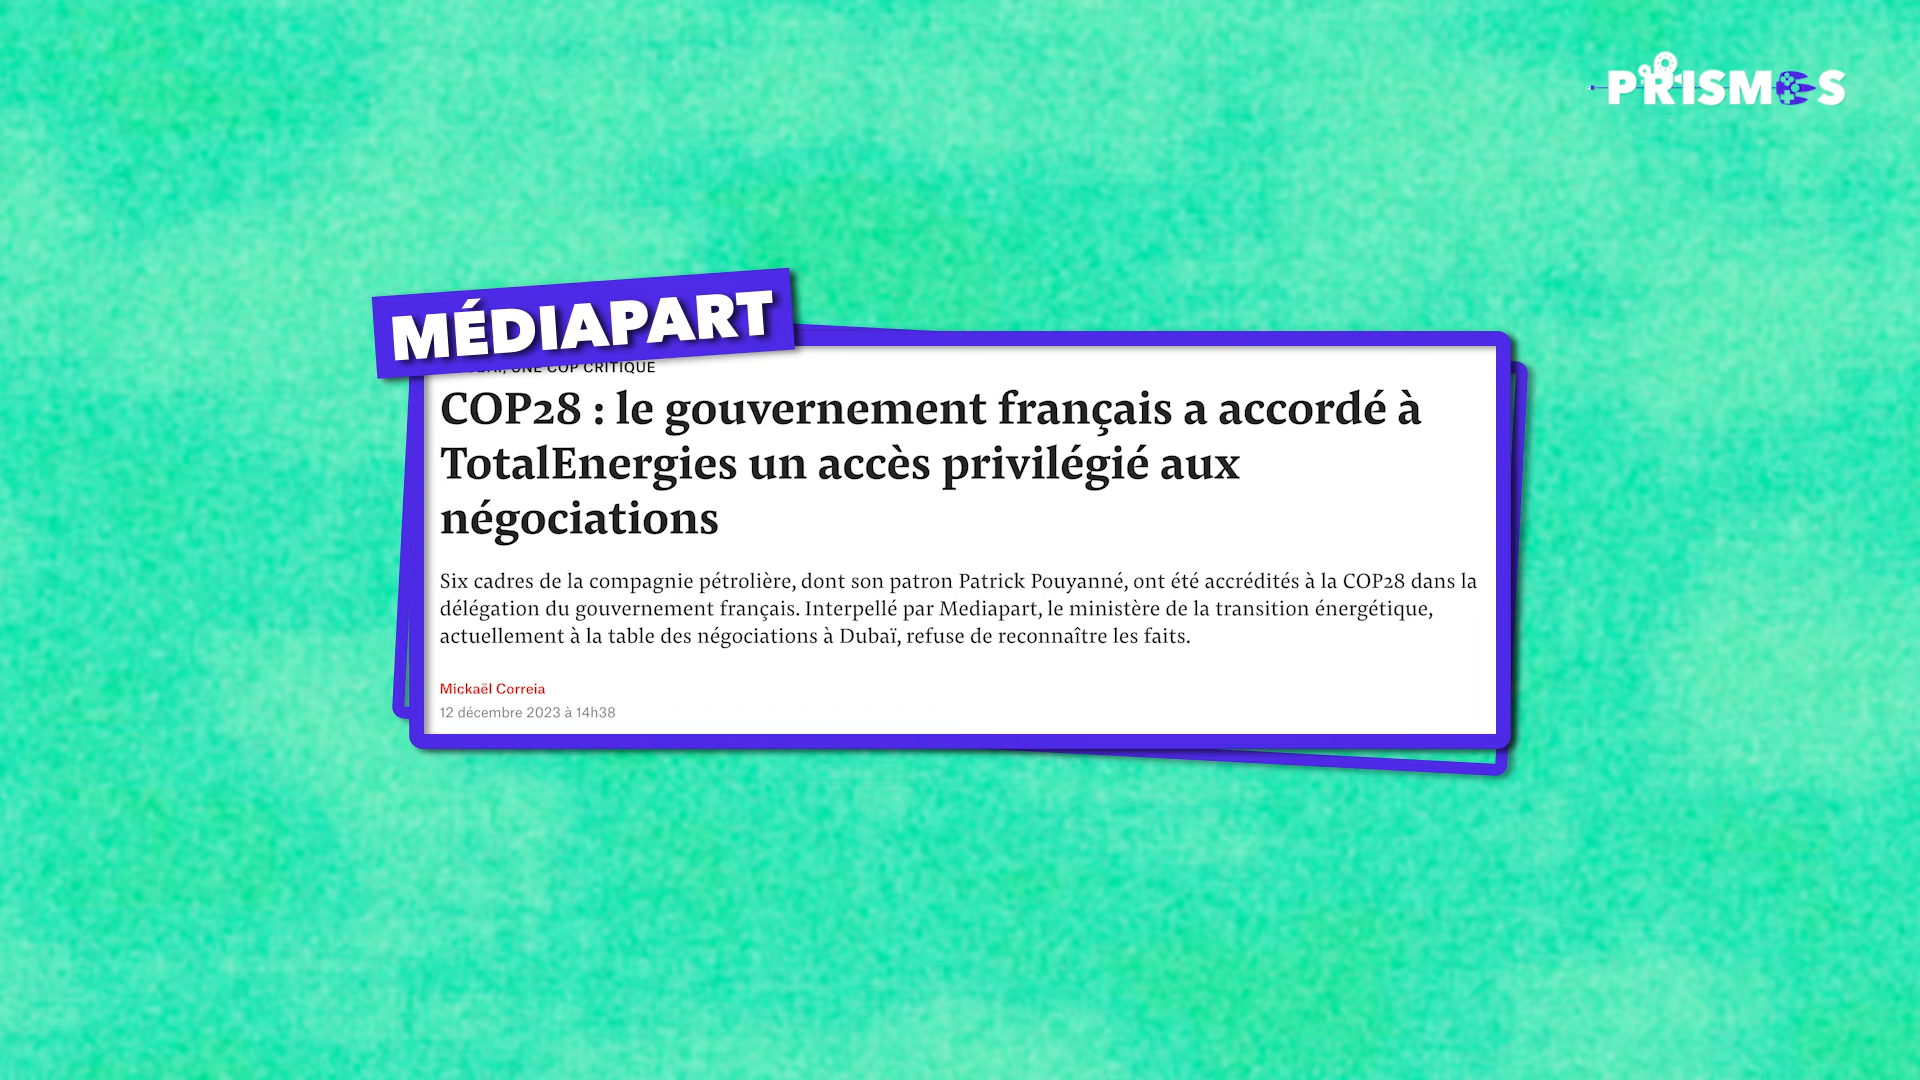 PRISMES
MÉDIAPART
UNE COP CRITIQUE
COP28 : le gouvernement français a accordé à
TotalEnergies un accès privilégié aux
négociations
Six cadres de la compagnie pétrolière, dont son patron Patrick Pouyanné, ont été accrédités à la COP28 dans la
délégation du gouvernement français. Interpellé par Mediapart, le ministère de la transition énergétique,
actuellement à la table des négociations à Dubaï, refuse de reconnaître les faits.
Mickaël Correia
12 décembre 2023 à 14h38